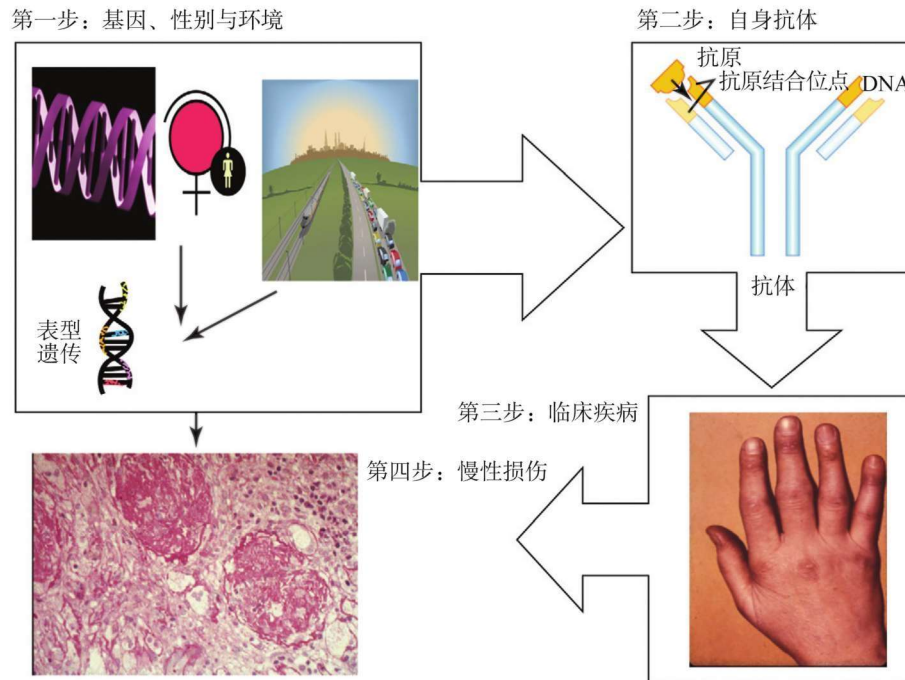 第一步：基因、性别与环境
表型
遗传
第二步：自身抗体
抗原
抗原结合位点
DNA
抗体
第三步：临床疾病
第四步：慢性损伤